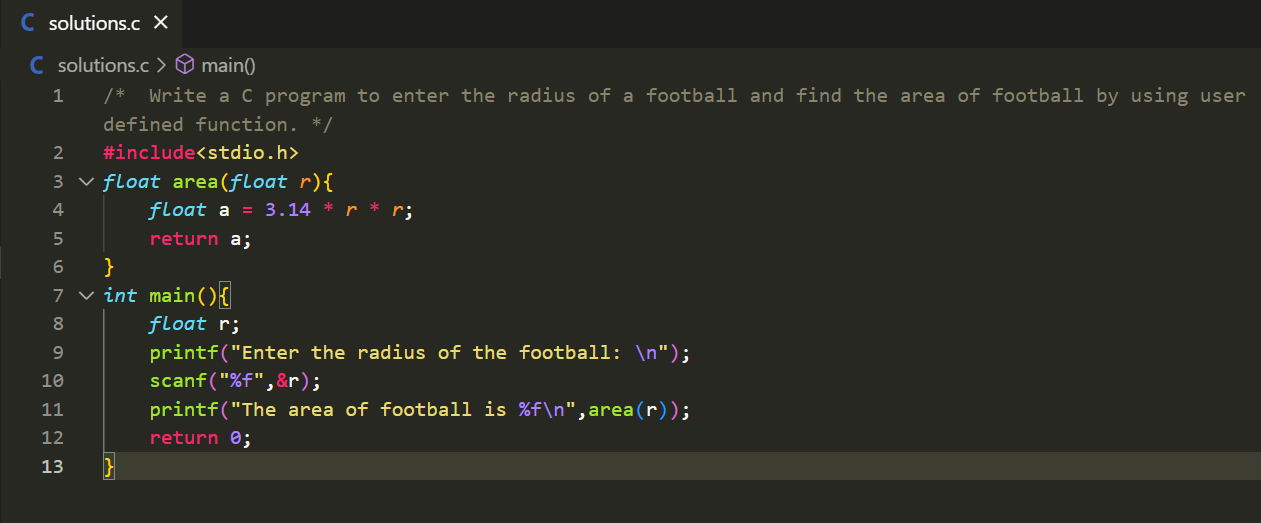 C solutions.c ×
C solutions.c > main()
1 /*  Write a C program to enter the radius of a football and find the area of football by using user
defined function. */
2 #include<stdio.h>
3 float area(float r){
4     float a = 3.14 * r * r;
5     return a;
6 }
7 int main(){
8     float r;
9     printf("Enter the radius of the football: \n");
10     scanf("%f",&r);
11     printf("The area of football is %f\n",area(r));
12     return 0;
13 }